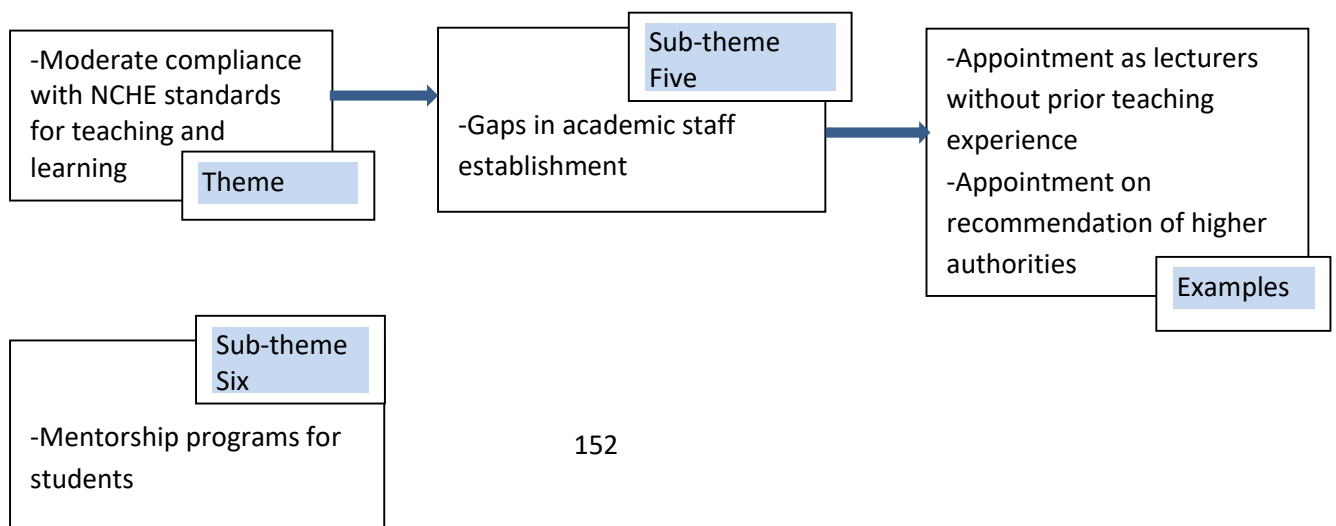 -Moderate compliance
with NCHE standards
for teaching and
learning
Theme
Sub-theme
Five
-Gaps in academic staff
establishment
-Appointment as lecturers
without prior teaching
experience
-Appointment on
recommendation of higher
authorities
Examples
Sub-theme
Six
-Mentorship programs for
students
152